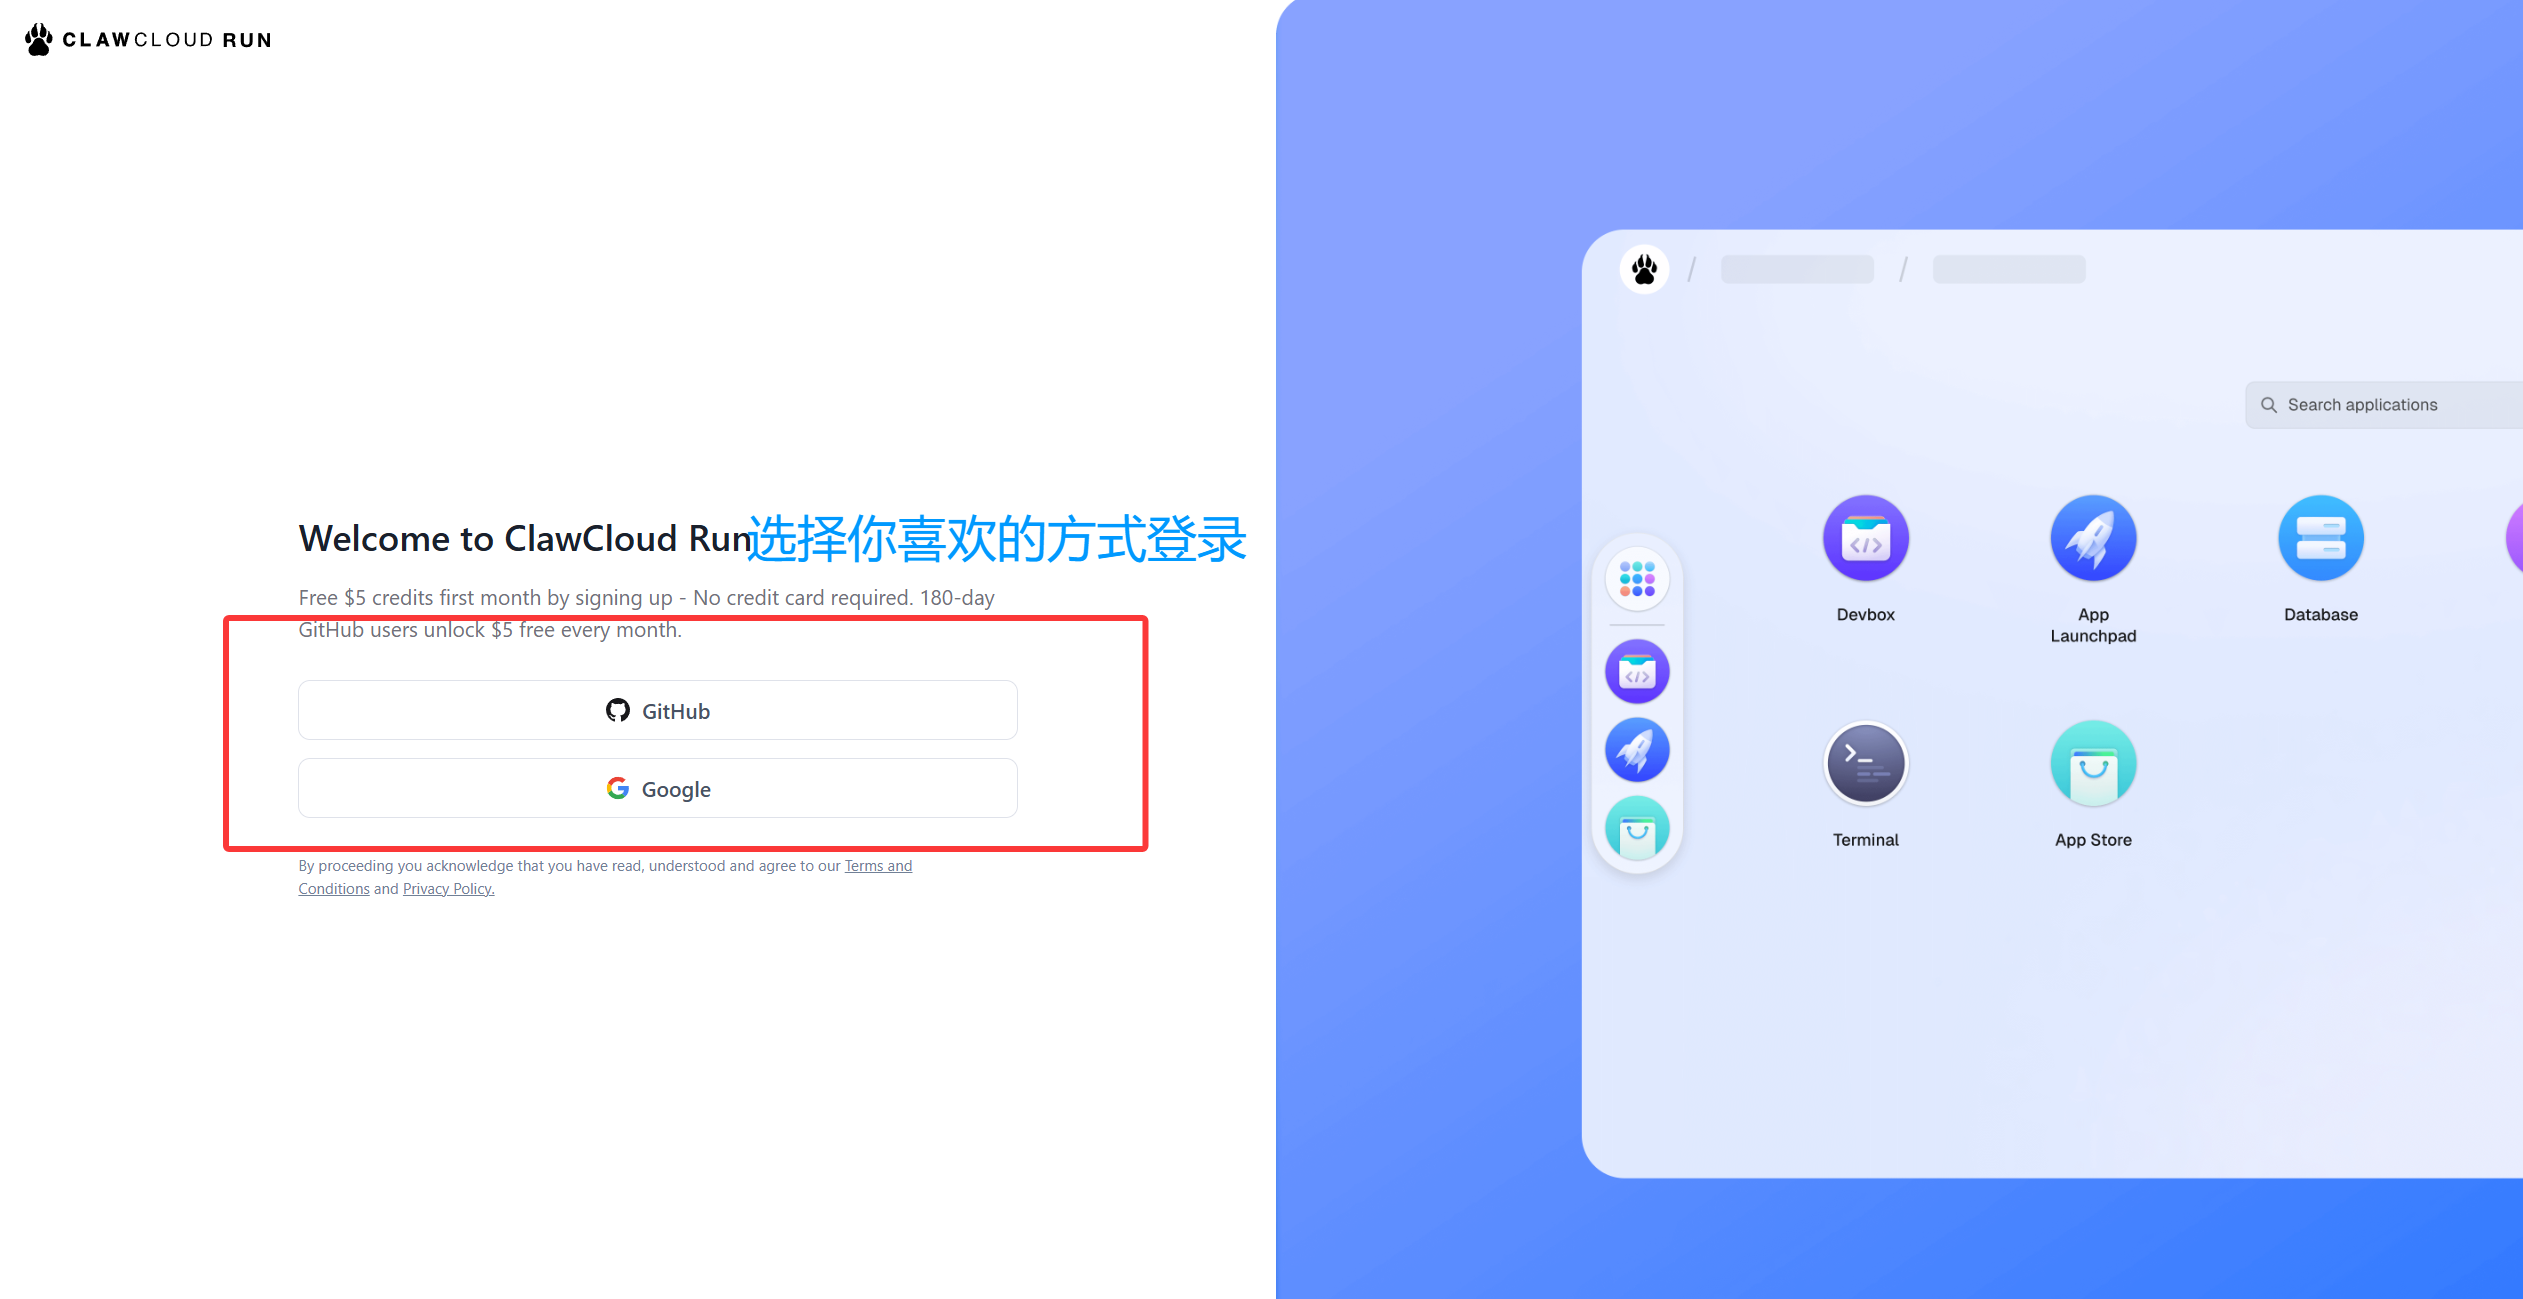 CLAWCLOUD RUN
Welcome to ClawCloud Run选择你喜欢的方式登录
Free $5 credits first month by signing up - No credit card required. 180-day
GitHub users unlock $5 free every month.
GitHub
Google
By proceeding you acknowledge that you have read, understood and agree to our Terms and
Conditions and Privacy Policy.
/ /
Search applications
Devbox
App
Launchpad
Database
Terminal
App Store